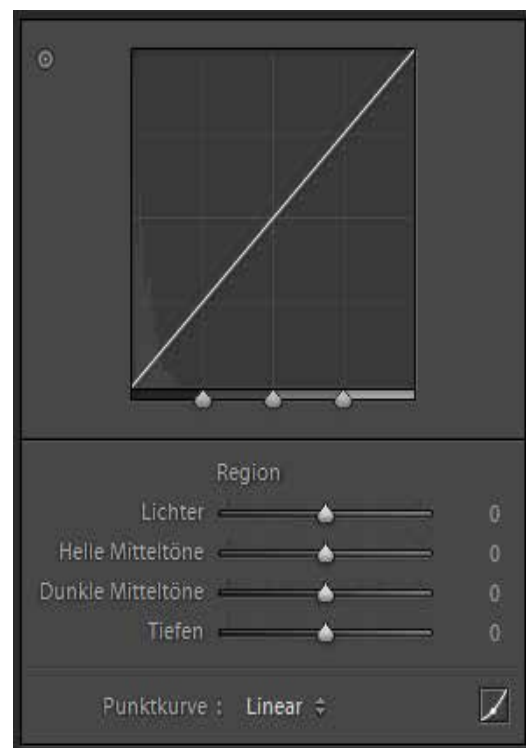 Region
Lichter 0
Helle Mitteltöne 0
Dunkle Mitteltöne 0
Tiefen 0
Punktkurve : Linear